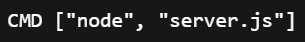 CMD ["node", "server.js"]